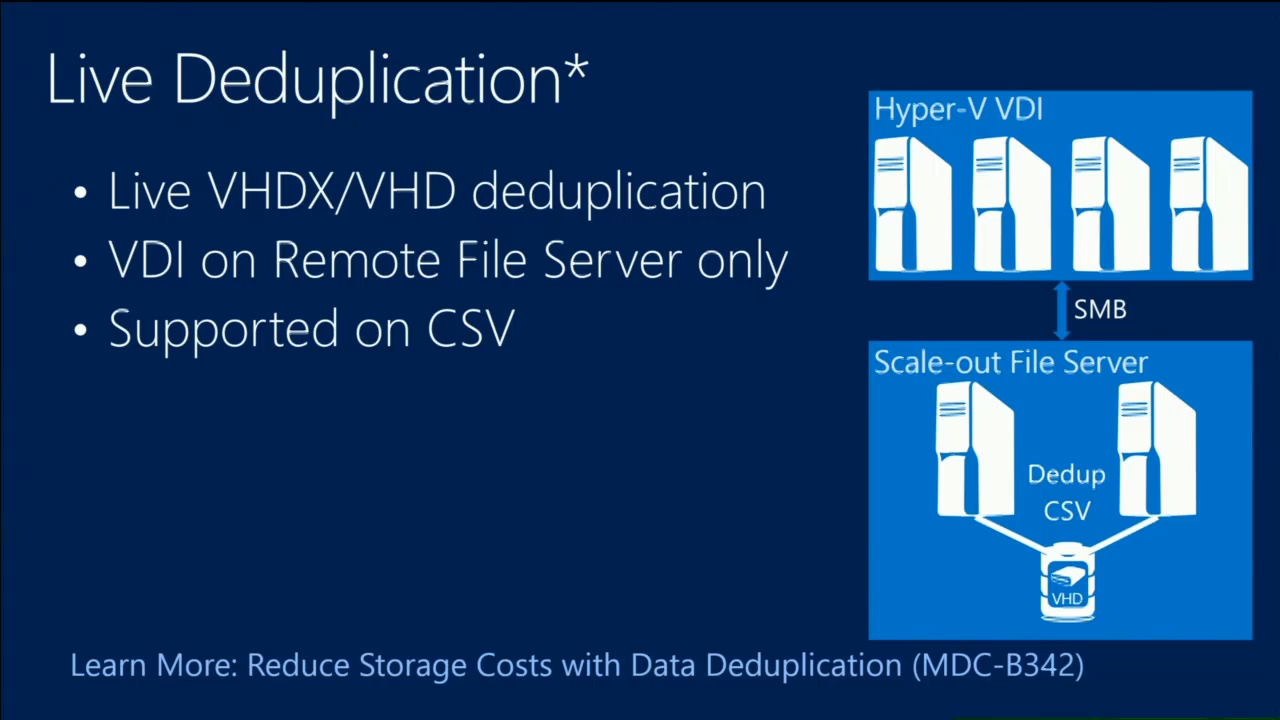 Live Deduplication*
• Live VHDX/VHD deduplication
• VDI on Remote File Server only
• Supported on CSV
Hyper-V VDI
SMB
Scale-out File Server
Dedup
CSV
VHD
Learn More: Reduce Storage Costs with Data Deduplication (MDC-B342)